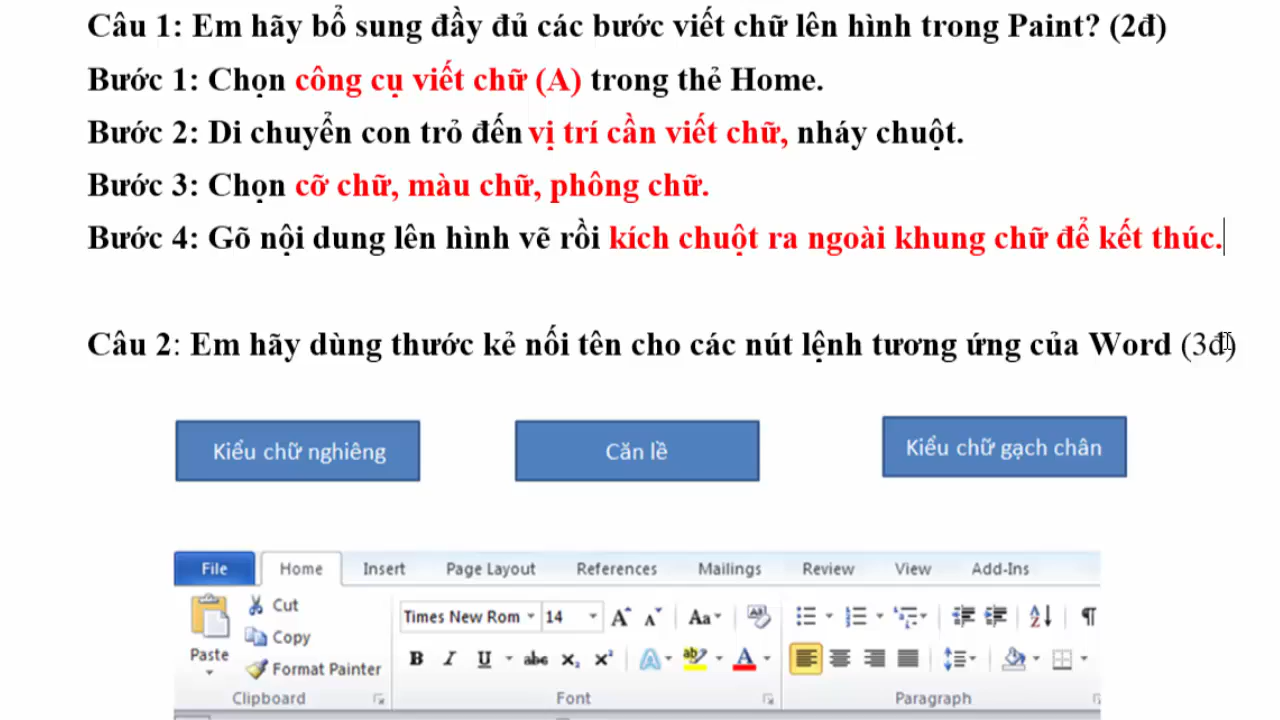 Câu 1: Em hãy bổ sung đầy đủ các bước viết chữ lên hình trong Paint? (2đ)
Bước 1: Chọn công cụ viết chữ (A) trong thẻ Home.
Bước 2: Di chuyển con trỏ đến vị trí cần viết chữ, nháy chuột.
Bước 3: Chọn cỡ chữ, màu chữ, phông chữ.
Bước 4: Gõ nội dung lên hình vẽ rồi kích chuột ra ngoài khung chữ để kết thúc.
Câu 2: Em hãy dùng thước kẻ nối tên cho các nút lệnh tương ứng của Word (3đ)
Kiểu chữ nghiêng Căn lề Kiểu chữ gạch chân
File Home Insert Page Layout References Mailings Review View Add-Ins
Cut
Times New Rom 14 A A Aa
Copy
Paste
B I U abc x₂ x² A ab A
Format Painter
Clipboard Font Paragraph